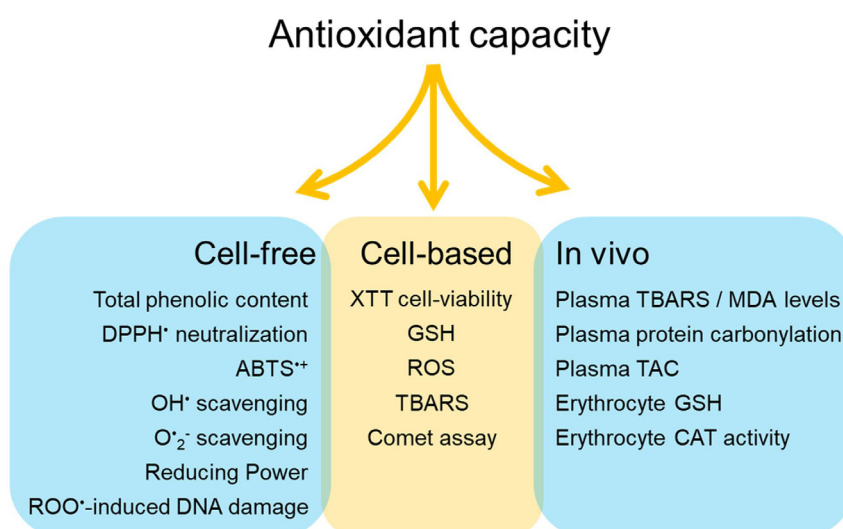 Antioxidant capacity
Cell-free
Total phenolic content
DPPH• neutralization
ABTS•+
OH• scavenging
O•2- scavenging
Reducing Power
ROO•-induced DNA damage
Cell-based
XTT cell-viability
GSH
ROS
TBARS
Comet assay
In vivo
Plasma TBARS / MDA levels
Plasma protein carbonylation
Plasma TAC
Erythrocyte GSH
Erythrocyte CAT activity